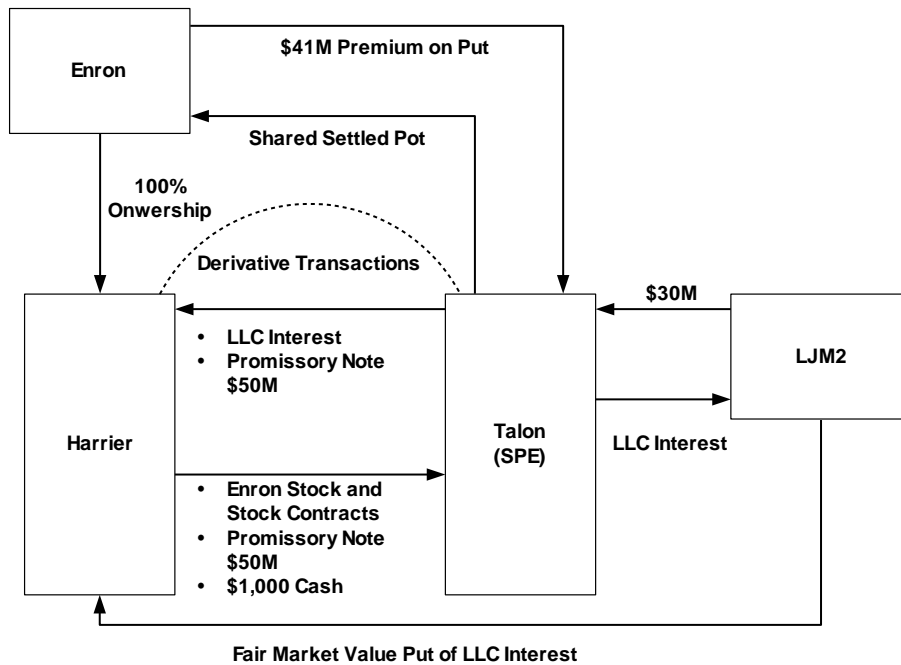 $41M Premium on Put
Enron
Shared Settled Pot
100%
Onwership
Derivative Transactions
$30M
• LLC Interest
• Promissory Note
$50M
LJM2
Harrier
Talon
(SPE)
LLC Interest
• Enron Stock and
Stock Contracts
• Promissory Note
$50M
• $1,000 Cash
Fair Market Value Put of LLC Interest